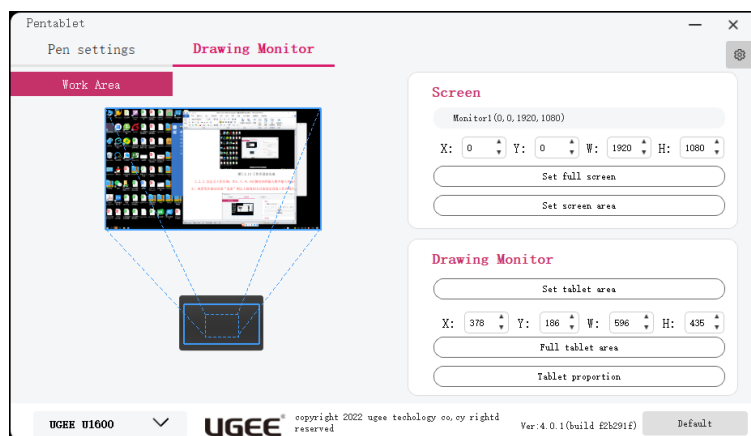 Pentablet
Pen settings
Drawing Monitor
Work Area
Screen
Monitor1(0,0,1920,1080)
X: 0 Y: 0 W: 1920 H: 1080
Set full screen
Set screen area
Drawing Monitor
Set tablet area
X: 378 Y: 186 W: 596 H: 435
Full tablet area
Tablet proportion
UGEE U1600
UGEE®
copyright 2022 ugee techology co,cy rightd
reserved
Ver:4.0.1(build f2b291f)
Default